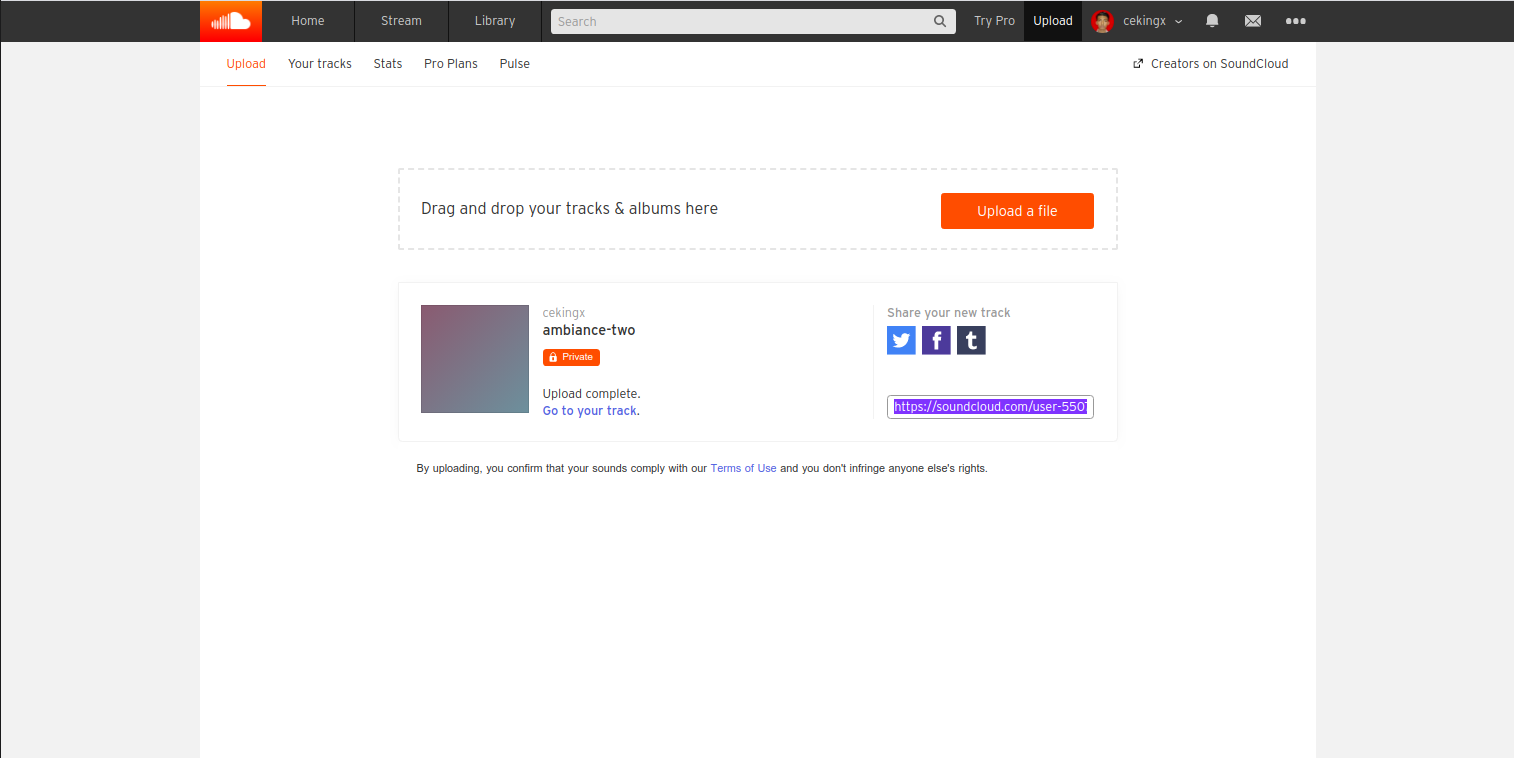 Home Stream Library Search Try Pro Upload cekingx
Upload Your tracks Stats Pro Plans Pulse Creators on SoundCloud
Drag and drop your tracks & albums here Upload a file
cekingx
ambiance-two
Private
Upload complete.
Go to your track.
Share your new track
https://soundcloud.com/user-550
By uploading, you confirm that your sounds comply with our Terms of Use and you don't infringe anyone else's rights.